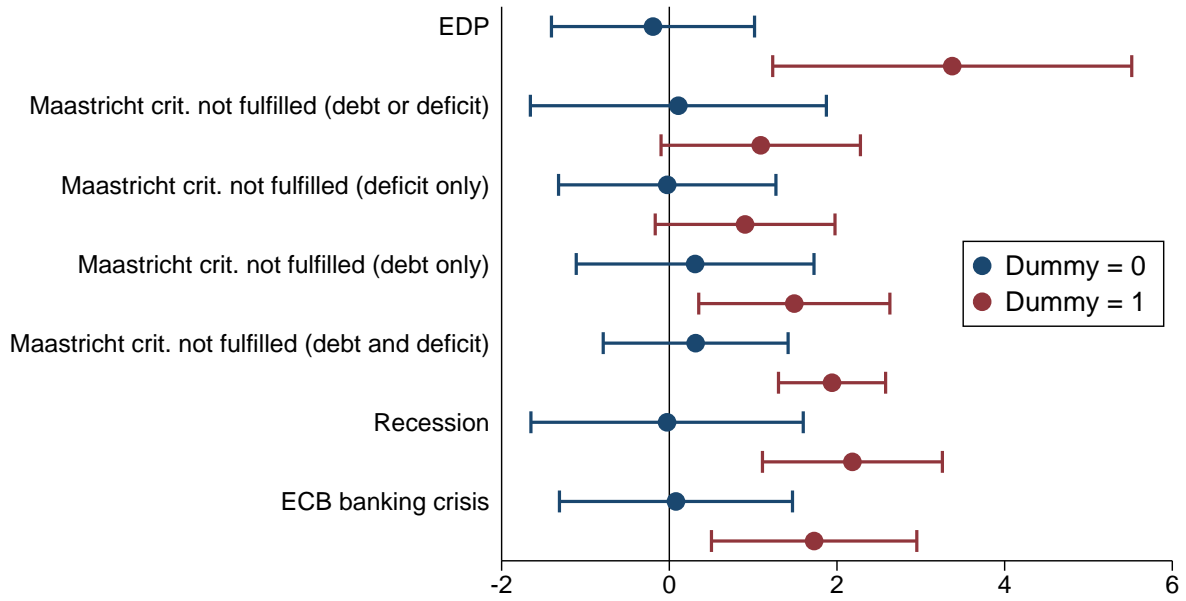 EDP
Maastricht crit. not fulfilled (debt or deficit)
Maastricht crit. not fulfilled (deficit only)
Maastricht crit. not fulfilled (debt only)
Maastricht crit. not fulfilled (debt and deficit)
Recession
ECB banking crisis
Dummy = 0
Dummy = 1
-2 0 2 4 6